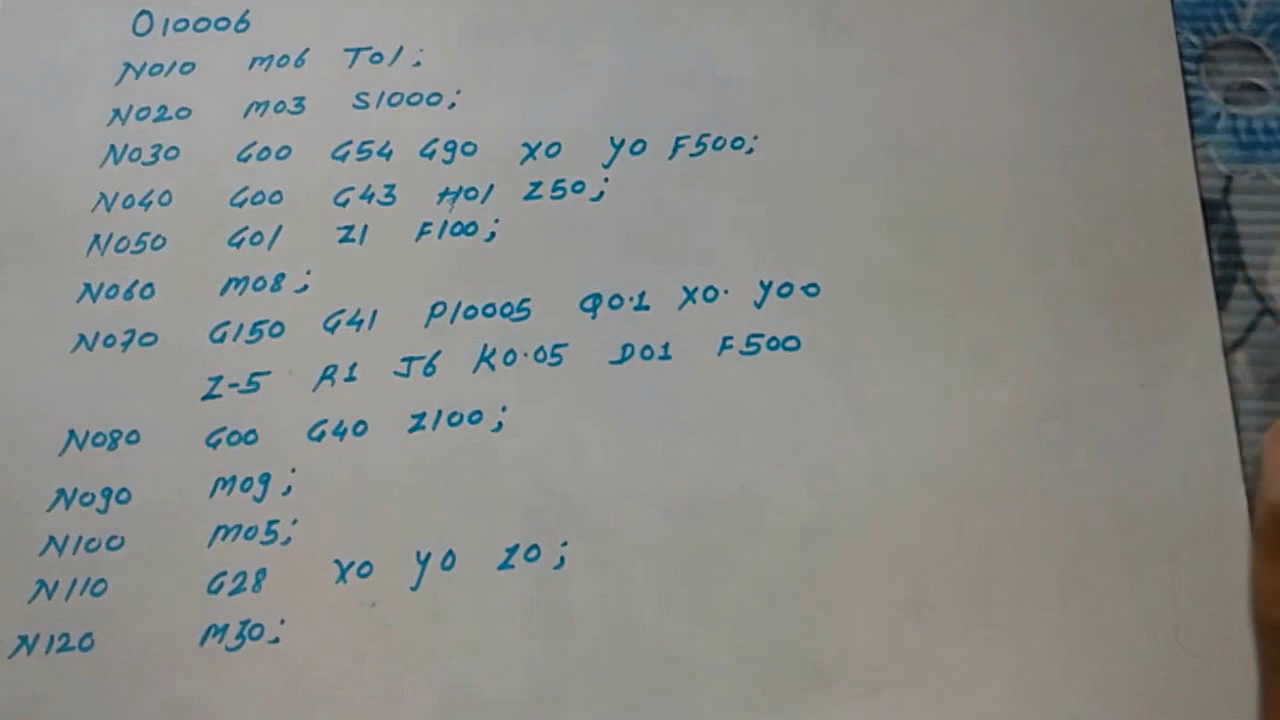 O10006
N010 M06 T01;
N020 M03 S1000;
N030 G00 G54 G90 X0 Y0 F500;
N040 G00 G43 H01 Z50;
N050 G01 Z1 F100;
N060 M08;
N070 G150 G41 P10005 Q0.1 X0. Y00
Z-5 R1 J6 K0.05 D01 F500
N080 G00 G40 Z100;
N090 M09;
N100 M05;
N110 G28 X0 Y0 Z0;
N120 M30;